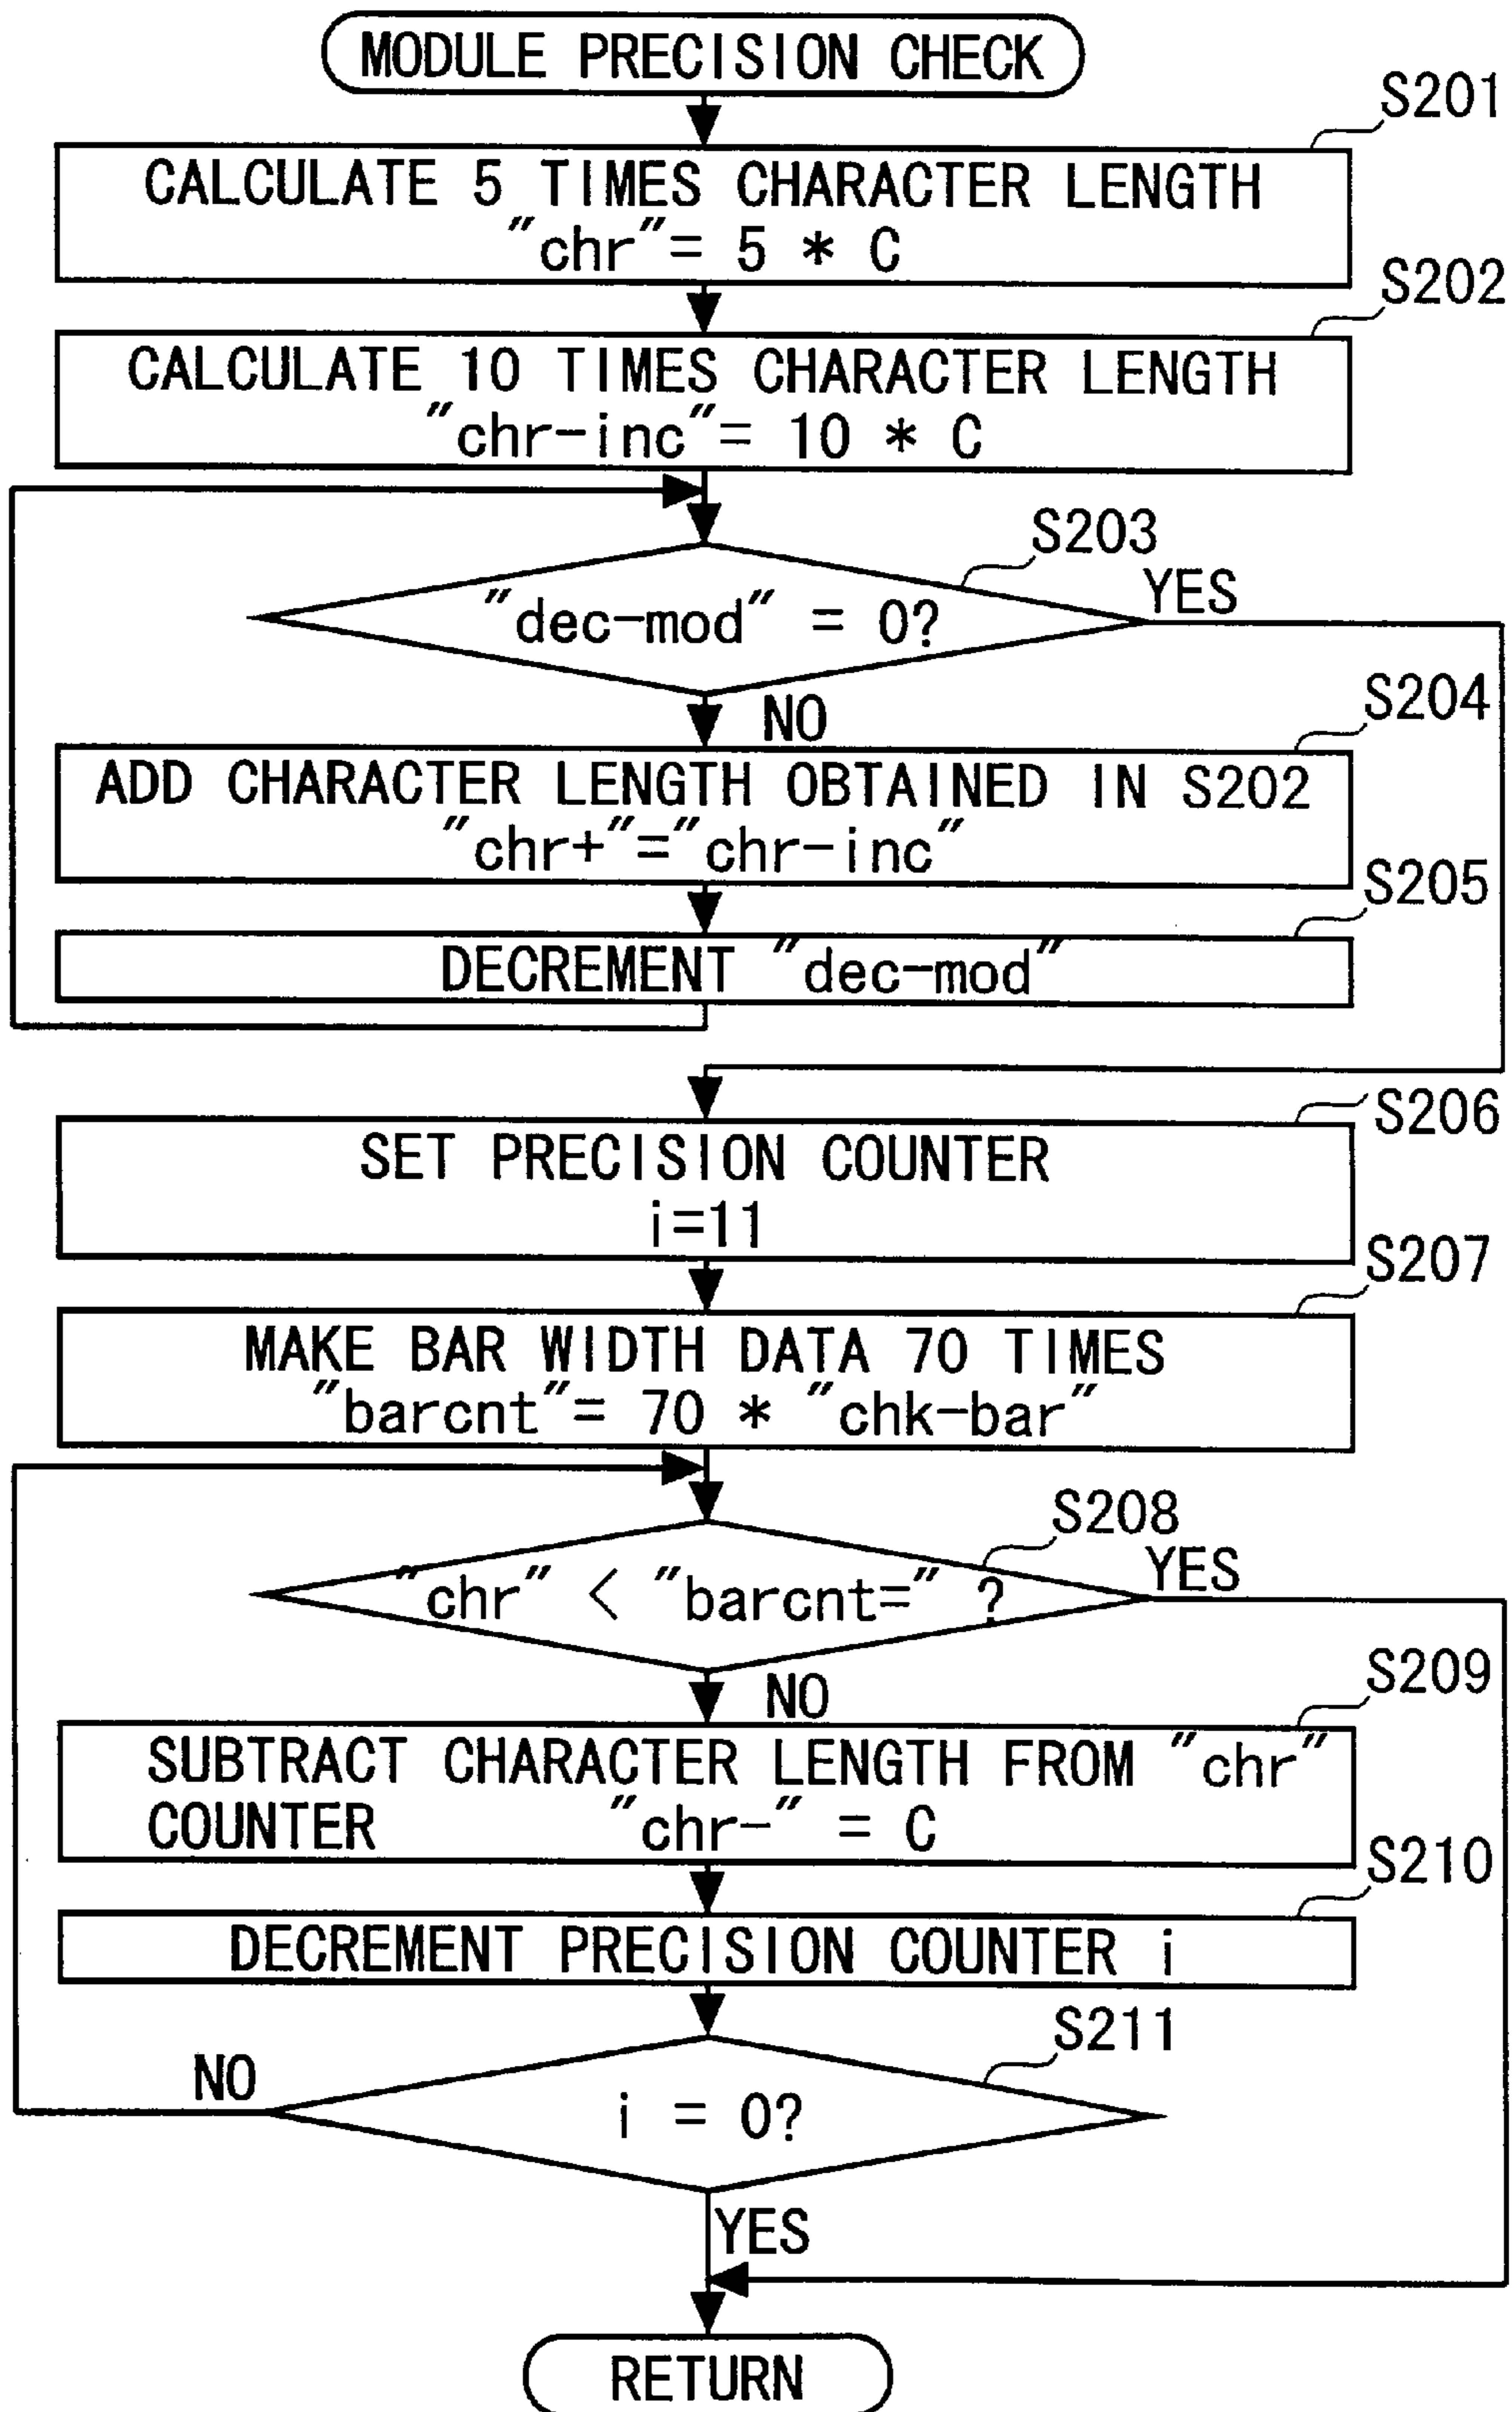 MODULE PRECISION CHECK
S201
CALCULATE 5 TIMES CHARACTER LENGTH
"chr"= 5 * C
S202
CALCULATE 10 TIMES CHARACTER LENGTH
"chr-inc"= 10 * C
S203
"dec-mod" = 0?
YES
NO
S204
ADD CHARACTER LENGTH OBTAINED IN S202
"chr+"="chr-inc"
S205
DECREMENT "dec-mod"
S206
SET PRECISION COUNTER
i=11
S207
MAKE BAR WIDTH DATA 70 TIMES
"barcnt"= 70 * "chk-bar"
S208
"chr" < "barcnt=" ?
YES
NO
S209
SUBTRACT CHARACTER LENGTH FROM "chr"
COUNTER "chr-" = C
S210
DECREMENT PRECISION COUNTER i
S211
NO
i = 0?
YES
RETURN